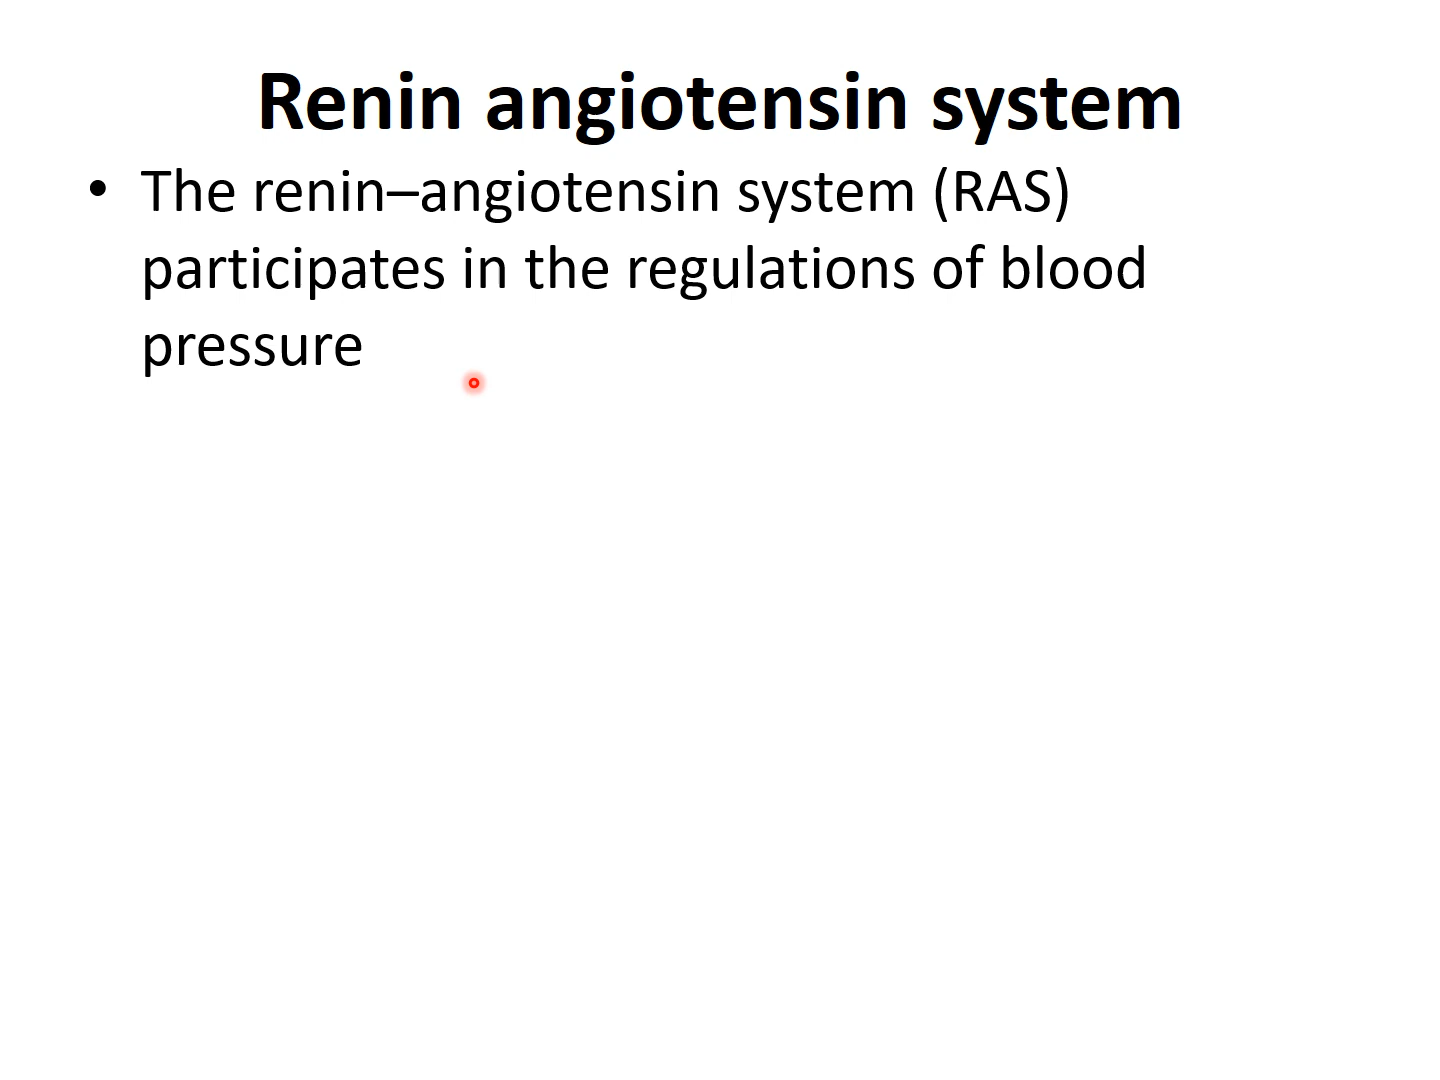 Renin angiotensin system
• The renin–angiotensin system (RAS)
participates in the regulations of blood
pressure